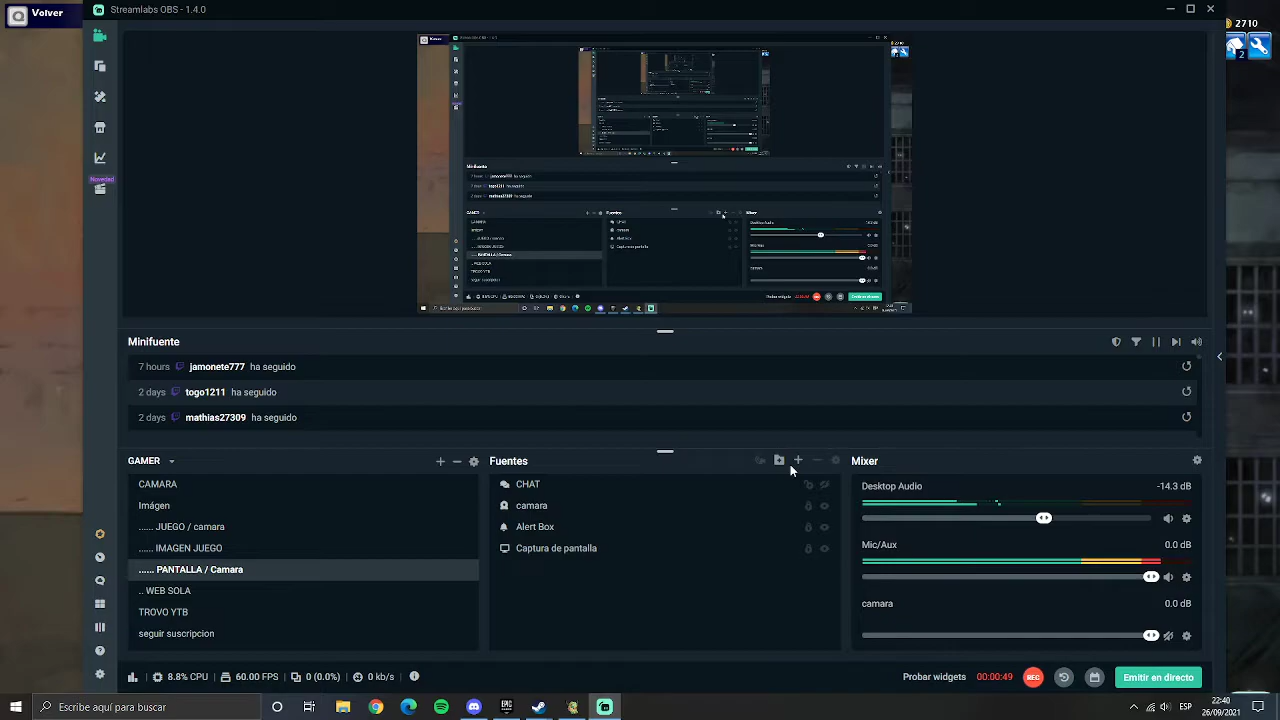 Volver
Streamlabs OBS - 1.4.0
2710
2
Novedad
Minifuente
7 hours jamonete777 ha seguido
2 days togo1211 ha seguido
2 days mathias27309 ha seguido
GAMER
CAMARA
Imágen
...... JUEGO / camara
...... IMAGEN JUEGO
...... PANTALLA / Camara
.. WEB SOLA
TROVO YTB
seguir suscripcion
Fuentes
CHAT
camara
Alert Box
Captura de pantalla
Mixer
Desktop Audio -14.3 dB
Mic/Aux 0.0 dB
camara 0.0 dB
8.8% CPU 60.00 FPS 0 (0.0%) 0 kb/s
Probar widgets 00:00:49 REC Emitir en directo
Escribe aquí para buscar
EPIC GAMES
ESP
22:40
26/09/2021